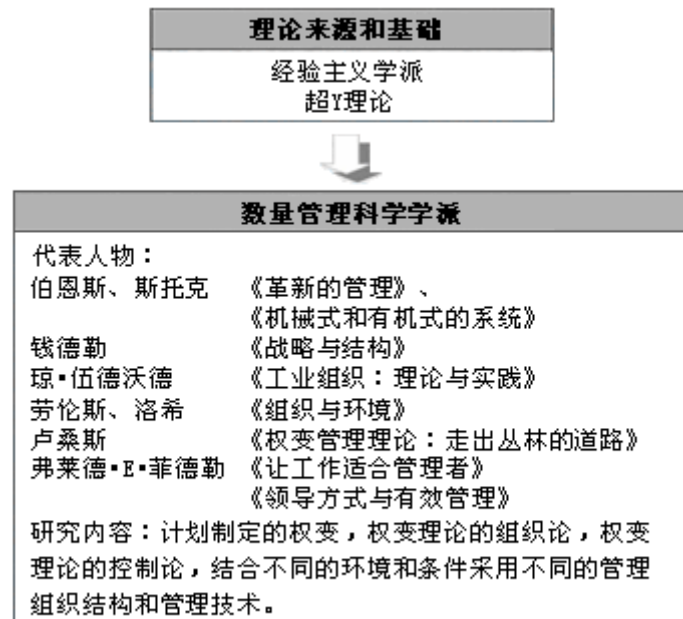 理论来源和基础
经验主义学派
超Y理论
数量管理科学学派
代表人物：
伯恩斯、斯托克 《革新的管理》、
《机械式和有机式的系统》
钱德勒 《战略与结构》
琼·伍德沃德 《工业组织：理论与实践》
劳伦斯、洛希 《组织与环境》
卢桑斯 《权变管理理论：走出丛林的道路》
弗莱德·E·菲德勒 《让工作适合管理者》
《领导方式与有效管理》
研究内容：计划制定的权变，权变理论的组织论，权变
理论的控制论，结合不同的环境和条件采用不同的管理
组织结构和管理技术。